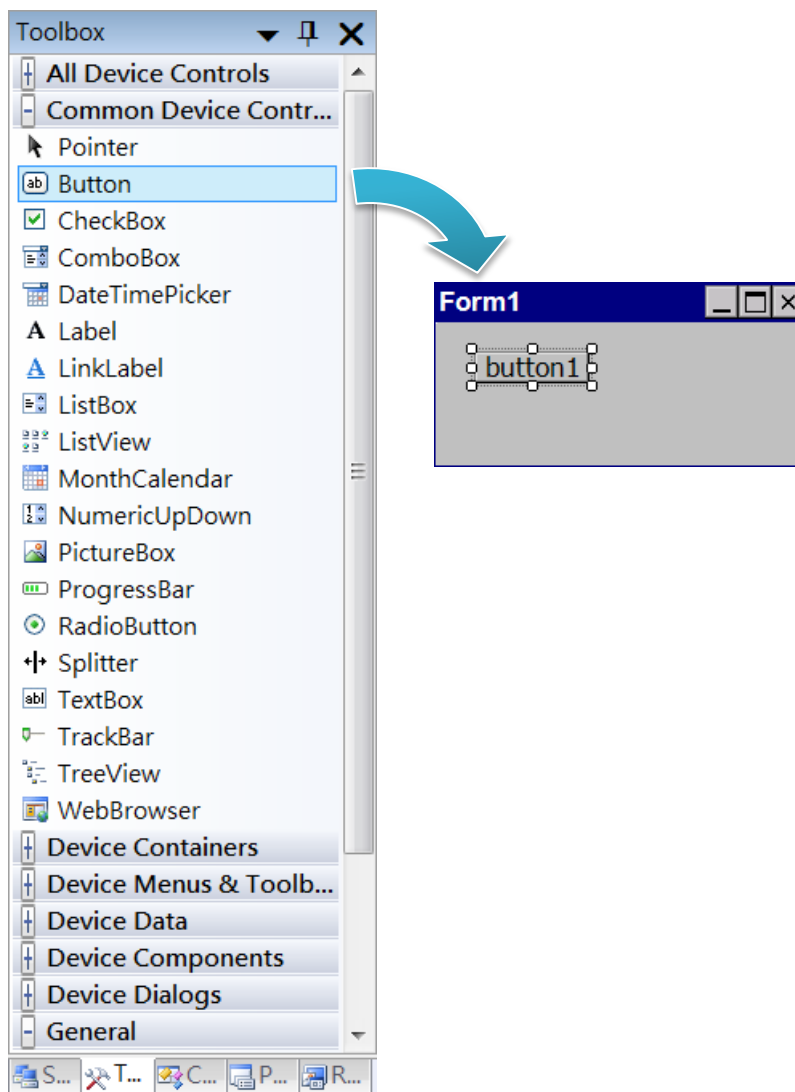 Toolbox
All Device Controls
Common Device Contr...
Pointer
Button
CheckBox
ComboBox
DateTimePicker
A Label
A LinkLabel
ListBox
ListView
MonthCalendar
NumericUpDown
PictureBox
ProgressBar
RadioButton
Splitter
TextBox
TrackBar
TreeView
WebBrowser
Device Containers
Device Menus & Toolb...
Device Data
Device Components
Device Dialogs
General
S... T... C... P... R...
Form1
button1